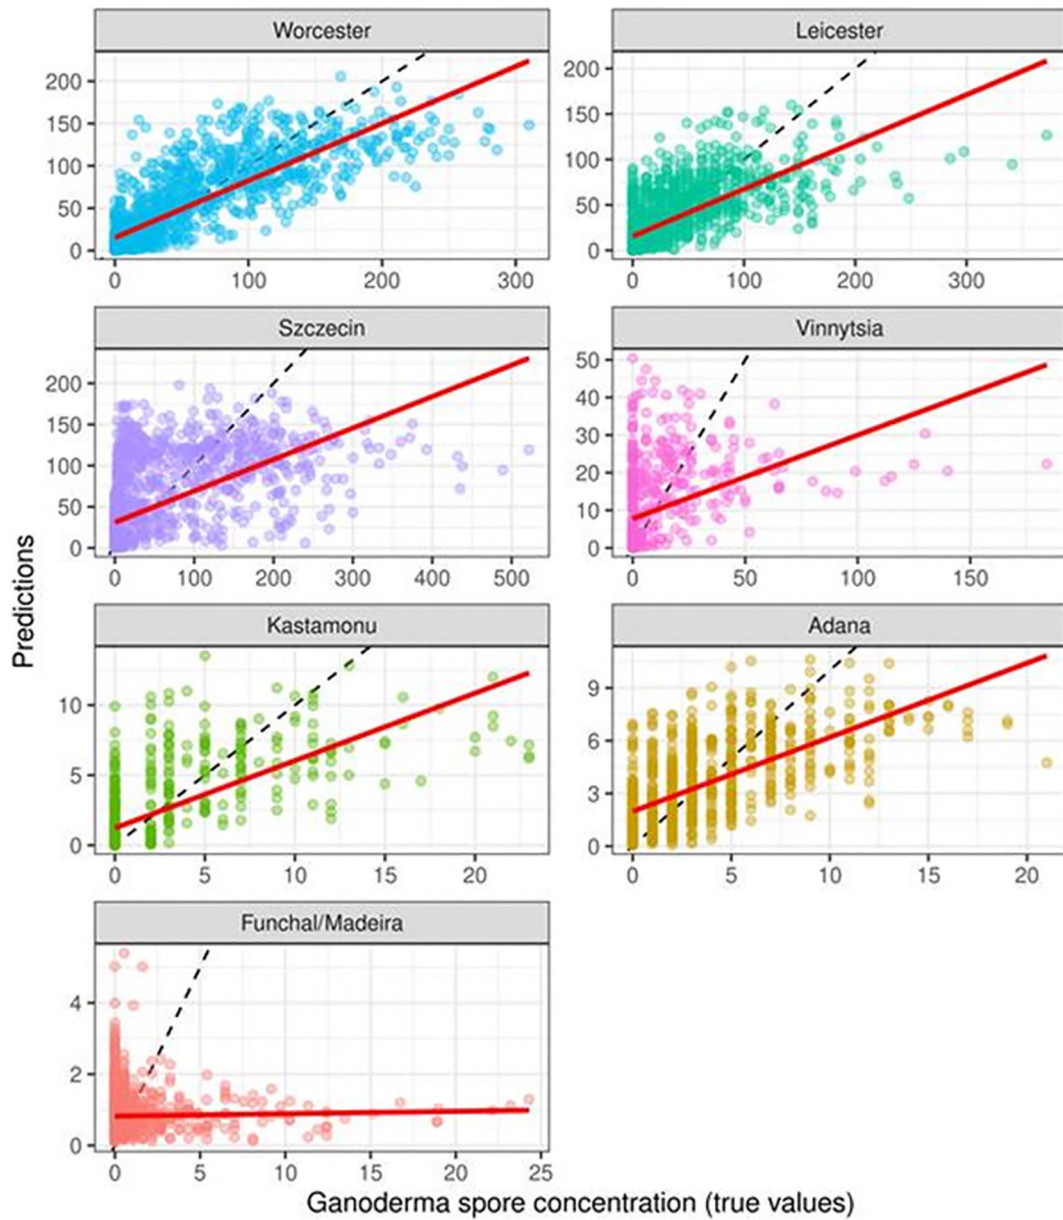 Worcester
Leicester
200
150
100
50
0
0 100 200 300
200
150
100
50
0
0 100 200 300
Szczecin
Vinnytsia
200
150
100
50
0
0 100 200 300 400 500
50
40
30
20
10
0
0 50 100 150
Predictions
Kastamonu
Adana
10
5
0
0 5 10 15 20
9
6
3
0
0 5 10 15 20
Funchal/Madeira
4
2
0
0 5 10 15 20 25
Ganoderma spore concentration (true values)